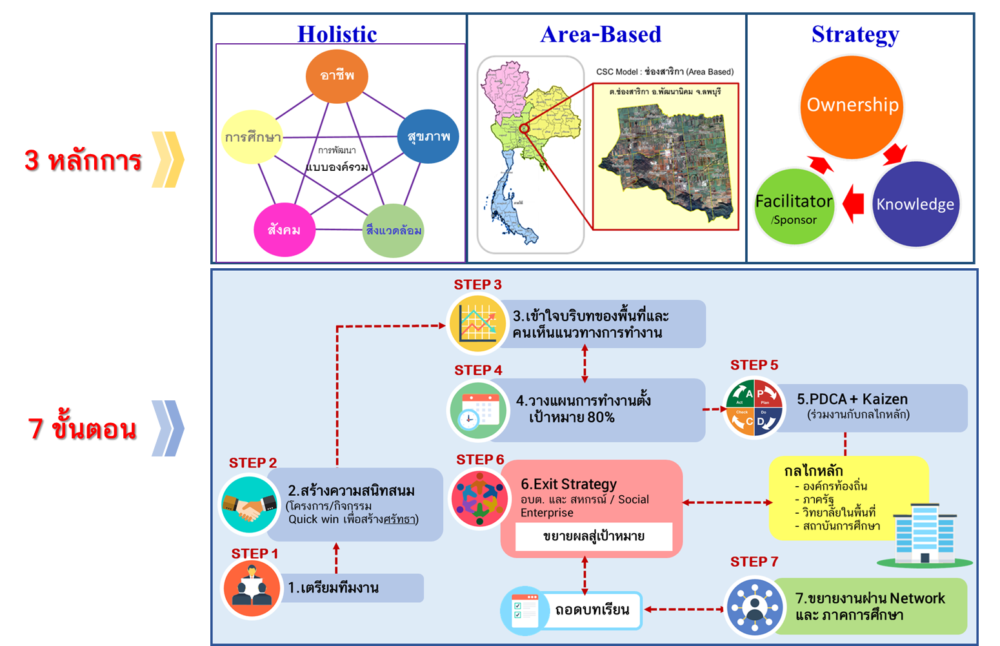 3 หลักการ
Holistic
อาชีพ
การศึกษา
สุขภาพ
การพัฒนา
แบบองค์รวม
สังคม
สิ่งแวดล้อม
Area-Based
CSC Model : ช่องสาริกา (Area Based)
ต.ช่องสาริกา อ.พัฒนานิคม จ.ลพบุรี
Strategy
Ownership
Facilitator
/Sponsor
Knowledge
7 ขั้นตอน
STEP 3
3.เข้าใจบริบทของพื้นที่และ
คนเห็นแนวทางการทำงาน
STEP 4
4.วางแผนการทำงานตั้ง
เป้าหมาย 80%
STEP 5
A
Act
P
Plan
Check
C
Do
D
5.PDCA + Kaizen
(ร่วมงานกับกลไกหลัก)
STEP 2
2.สร้างความสนิทสนม
(โครงการ/กิจกรรม
Quick win เพื่อสร้างศรัทธา)
STEP 6
6.Exit Strategy
อบต. และ สหกรณ์ / Social
Enterprise
ขยายผลสู่เป้าหมาย
กลไกหลัก
- องค์กรท้องถิ่น
- ภาครัฐ
- วิทยาลัยในพื้นที่
- สถาบันการศึกษา
STEP 1
1.เตรียมทีมงาน
ถอดบทเรียน
STEP 7
7.ขยายงานผ่าน Network
และ ภาคการศึกษา